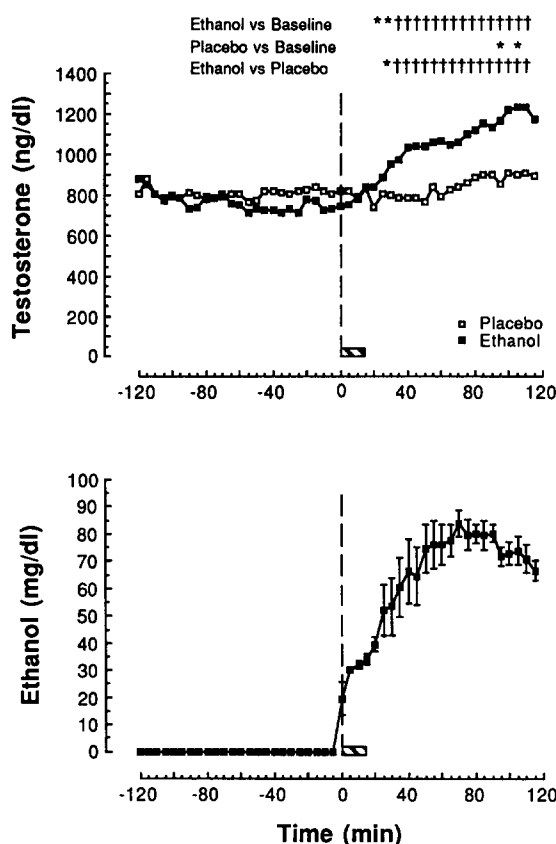 Ethanol vs Baseline **†††††††††††††††
Placebo vs Baseline * *
Ethanol vs Placebo *†††††††††††††††
Testosterone (ng/dl)
1400
1200
1000
800
600
400
200
0
Placebo
Ethanol
-120 -80 -40 0 40 80 120
Ethanol (mg/dl)
100
90
80
70
60
50
40
30
20
10
0
-120 -80 -40 0 40 80 120
Time (min)